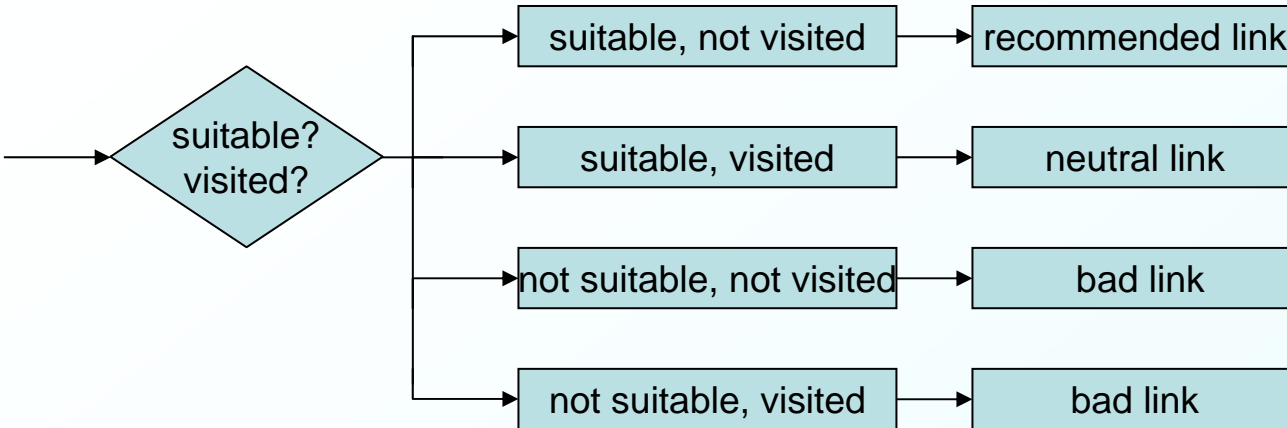 suitable, not visited
recommended link
suitable?
visited?
suitable, visited
neutral link
not suitable, not visited
bad link
not suitable, visited
bad link